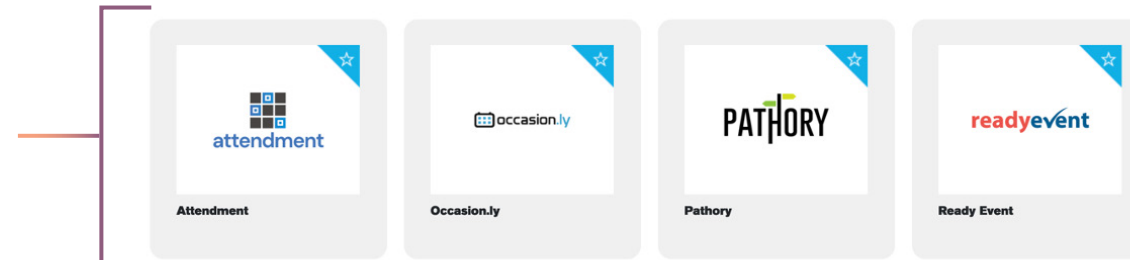 attendment
occasion.ly
PATHORY
readyevent
Attendment
Occasion.ly
Pathory
Ready Event